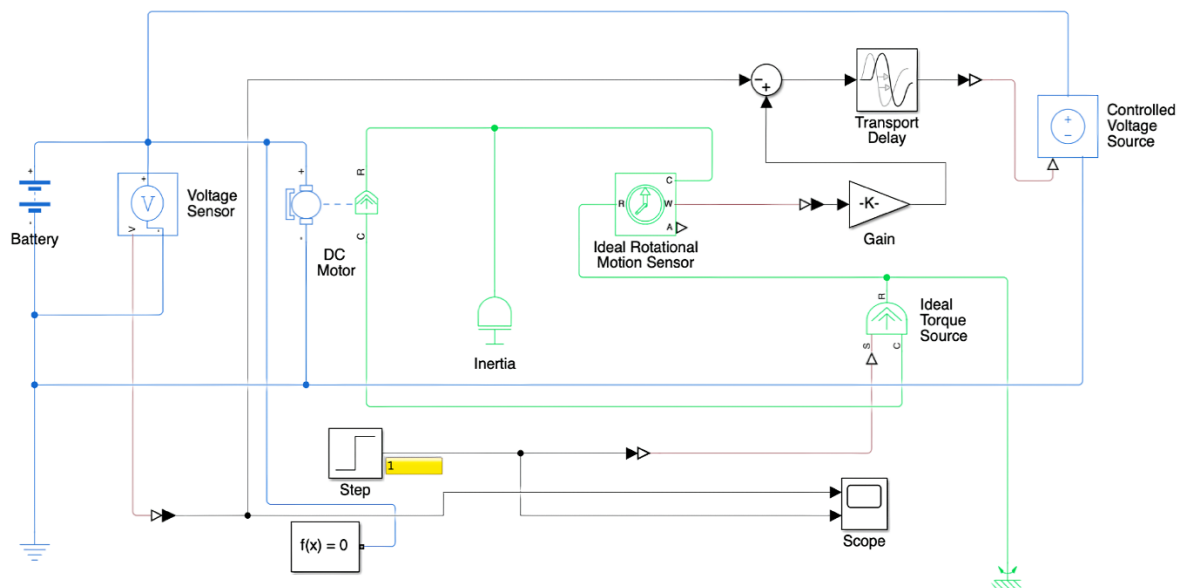 Transport
Delay
Controlled
Voltage
Source
+
-
-
+
C
R
W
A
Ideal Rotational
Motion Sensor
-K-
Gain
+
-
Battery
+
V
V
-
Voltage
Sensor
+
-
DC
Motor
R
C
Inertia
R
S
C
Ideal
Torque
Source
1
Step
f(x) = 0
Scope